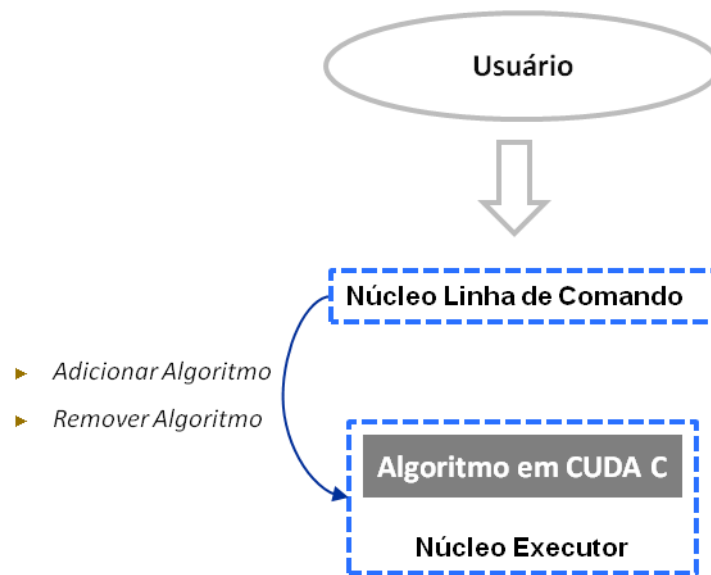 Usuário
Núcleo Linha de Comando
Adicionar Algoritmo
Remover Algoritmo
Algoritmo em CUDA C
Núcleo Executor